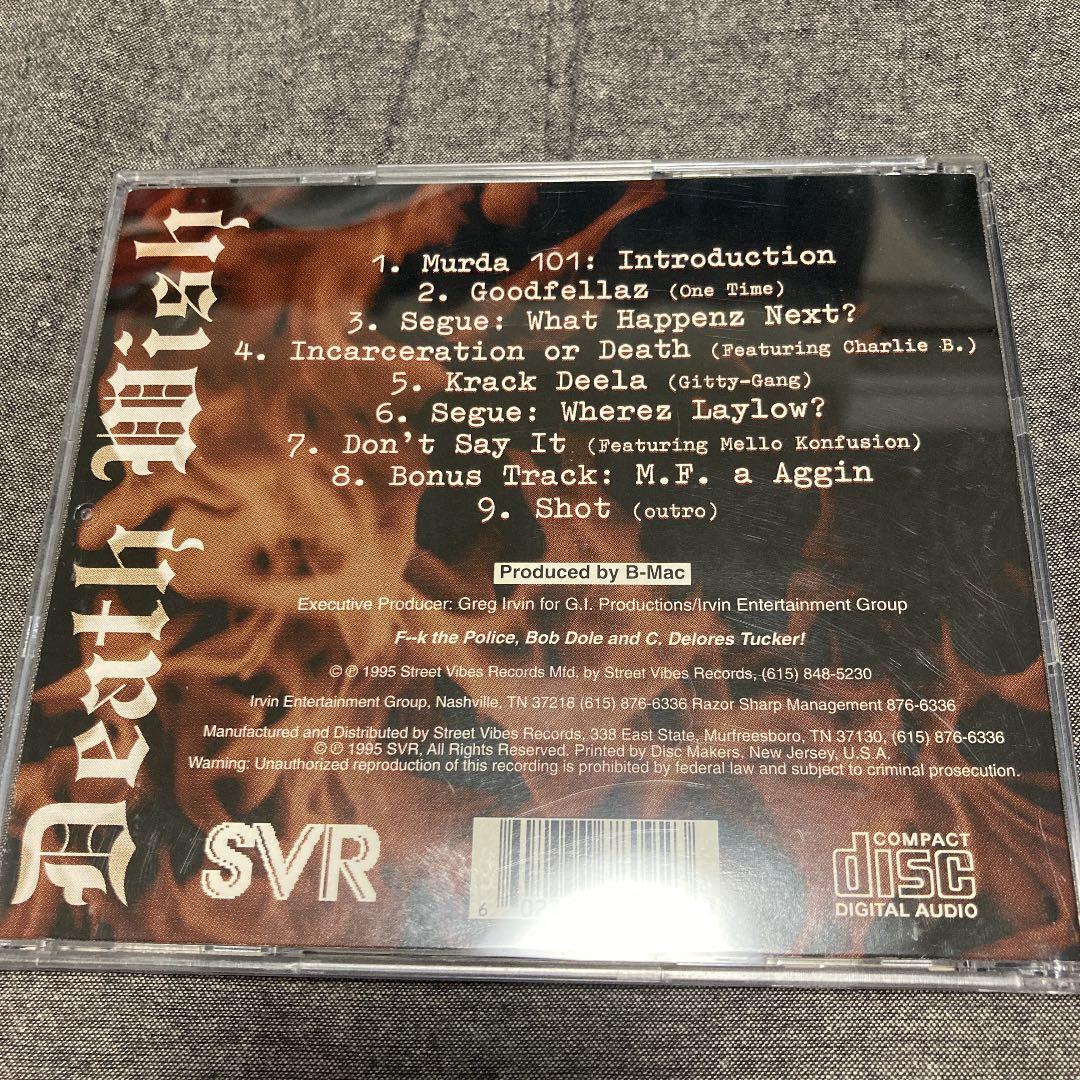 Death Wish
1. Murda 101: Introduction
2. Goodfellaz (One Time)
3. Segue: What Happenz Next?
4. Incarceration or Death (Featuring Charlie B.)
5. Krack Deela (Gitty-Gang)
6. Segue: Wherez Laylow?
7. Don't Say It (Featuring Mello Konfusion)
8. Bonus Track: M.F. a Aggin
9. Shot (outro)
Produced by B-Mac
Executive Producer: Greg Irvin for G.I. Productions/Irvin Entertainment Group
F--k the Police, Bob Dole and C. Delores Tucker!
© ℗ 1995 Street Vibes Records Mfd. by Street Vibes Records, (615) 848-5230
Irvin Entertainment Group, Nashville, TN 37218 (615) 876-6336 Razor Sharp Management 876-6336
Manufactured and Distributed by Street Vibes Records, 338 East State, Murfreesboro, TN 37130, (615) 876-6336
© ℗ 1995 SVR, All Rights Reserved. Printed by Disc Makers, New Jersey, U.S.A.
Warning: Unauthorized reproduction of this recording is prohibited by federal law and subject to criminal prosecution.
SVR
COMPACT
disc
DIGITAL AUDIO